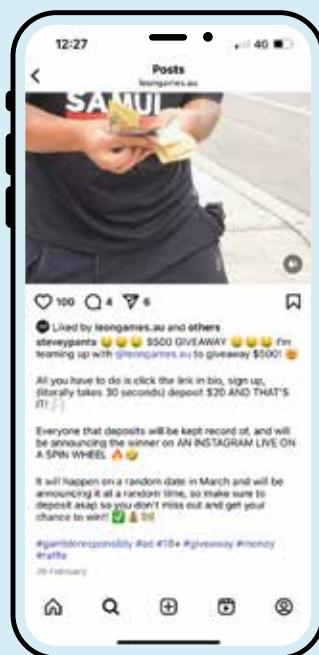 12:27
4G
Posts
leongames.au
SAMUI
100 4 6
Liked by leongames.au and others
steveypants 🤑🤑🤑 $500 GIVEAWAY 🤑🤑🤑 I'm
teaming up with @leongames.au to giveaway $500!
All you have to do is click the link in bio, sign up,
(literally takes 30 seconds) deposit $20 AND THAT'S
IT!
Everyone that deposits will be kept record of, and will
be announcing the winner on AN INSTAGRAM LIVE ON
A SPIN WHEEL 🔥🤣
It will happen on a random date in March and will be
announcing it at a random time, so make sure to
deposit asap so you don't miss out and get your
chance to win!! ✅💰💵
#gambleresponsibly #ad #18+ #giveaway #money
#raffle
26 February